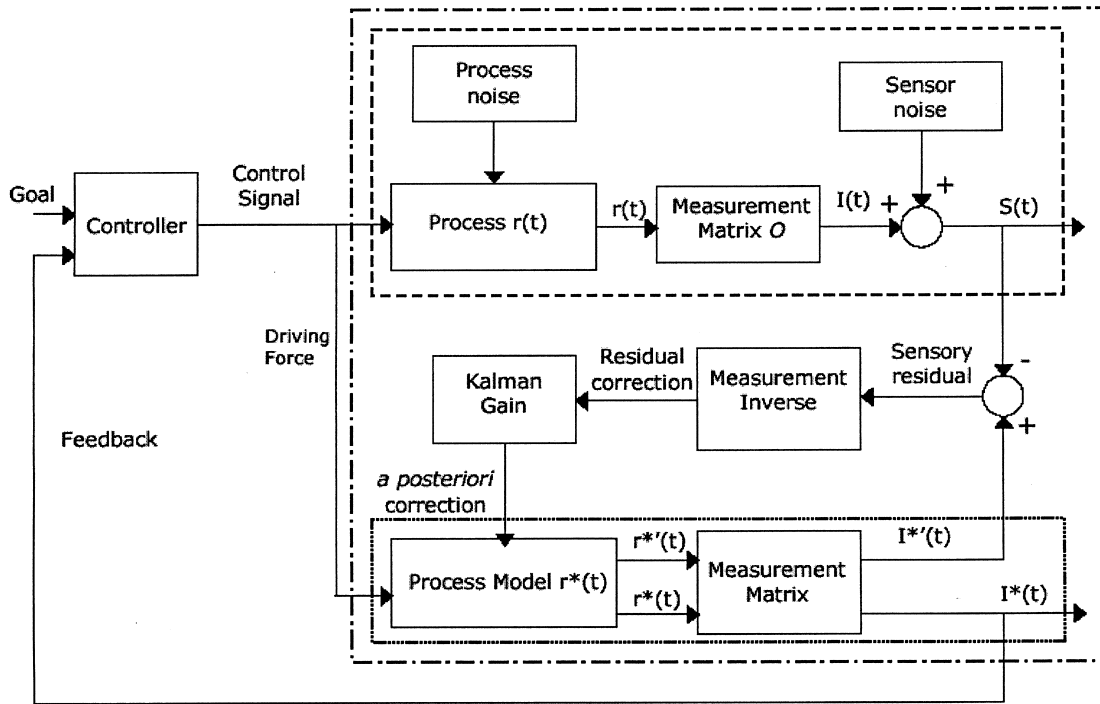 Process
noise
Sensor
noise
Goal
Controller
Control
Signal
Process r(t)
r(t)
Measurement
Matrix O
I(t)
+
+
S(t)
Driving
Force
Feedback
Kalman
Gain
Residual
correction
Measurement
Inverse
Sensory
residual
-
+
a posteriori
correction
Process Model r*(t)
r*'(t)
r*(t)
Measurement
Matrix
I*'(t)
I*(t)